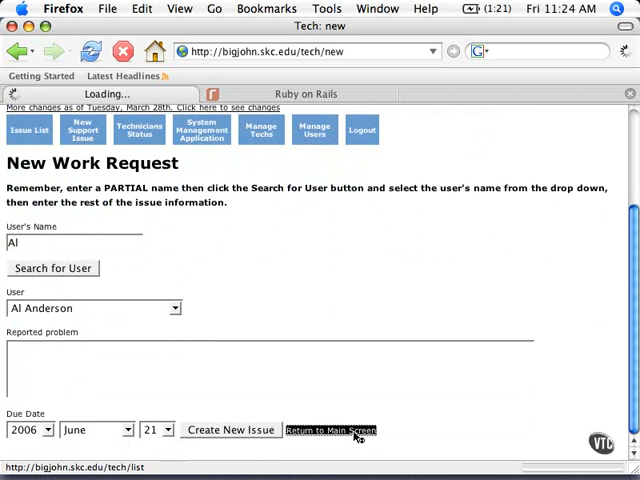 Firefox File Edit View Go Bookmarks Tools Window Help (1:21) Fri 11:24 AM
Tech: new
http://bigjohn.skc.edu/tech/new G
Getting Started Latest Headlines
Loading... Ruby on Rails
More changes as of Tuesday, March 28th. Click here to see changes
Issue List
New Support Issue
Technicians Status
System Management Application
Manage Techs
Manage Users
Logout
New Work Request
Remember, enter a PARTIAL name then click the Search for User button and select the user's name from the drop down,
then enter the rest of the issue information.
User's Name
Al
Search for User
User
Al Anderson
Reported problem
Due Date
2006 June 21 Create New Issue Return to Main Screen
VTC
http://bigjohn.skc.edu/tech/list